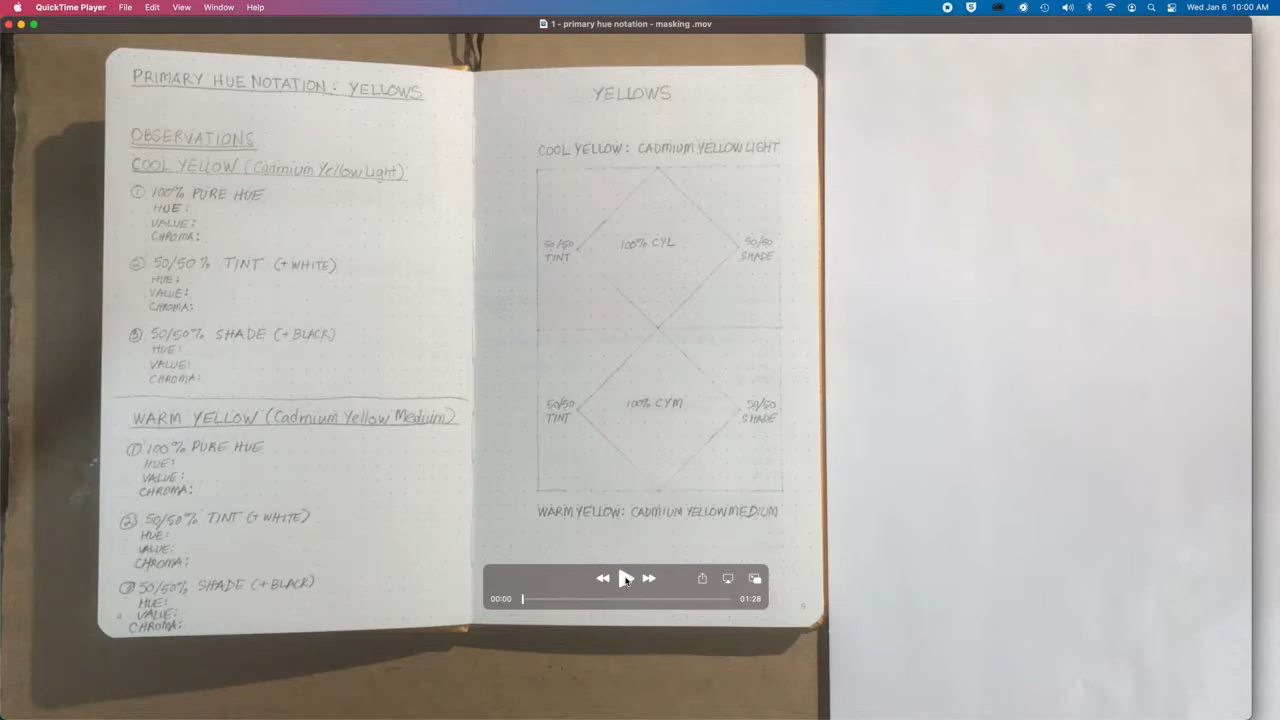 QuickTime Player File Edit View Window Help
Wed Jan 6 10:00 AM
1 - primary hue notation - masking .mov
PRIMARY HUE NOTATION: YELLOWS
OBSERVATIONS
COOL YELLOW (Cadmium Yellow Light)
① 100% PURE HUE
HUE:
VALUE:
CHROMA:
② 50/50% TINT (+WHITE)
HUE:
VALUE:
CHROMA:
③ 50/50% SHADE (+BLACK)
HUE:
VALUE:
CHROMA:
WARM YELLOW (Cadmium Yellow Medium)
① 100% PURE HUE
HUE:
VALUE:
CHROMA:
② 50/50% TINT (+WHITE)
HUE:
VALUE:
CHROMA:
③ 50/50% SHADE (+BLACK)
HUE:
VALUE:
CHROMA:
4
YELLOWS
COOL YELLOW: CADMIUM YELLOW LIGHT
50/50 TINT
100% CYL
50/50 SHADE
50/50 TINT
100% CYM
50/50 SHADE
WARM YELLOW: CADMIUM YELLOW MEDIUM
5
00:00
01:28